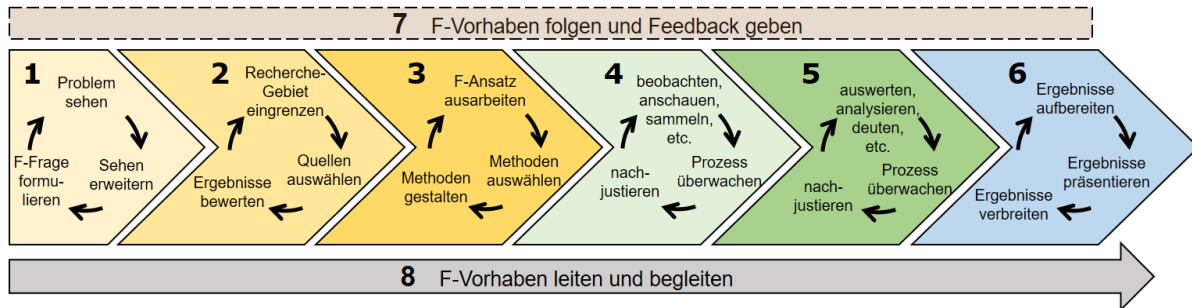 7 F-Vorhaben folgen und Feedback geben
1
Problem
sehen
Sehen
erweitern
F-Frage
formu-
lieren
2
Recherche-
Gebiet
eingrenzen
Quellen
auswählen
Ergebnisse
bewerten
3
F-Ansatz
ausarbeiten
Methoden
auswählen
Methoden
gestalten
4
beobachten,
anschauen,
sammeln,
etc.
Prozess
überwachen
nach-
justieren
5
auswerten,
analysieren,
deuten,
etc.
Prozess
überwachen
nach-
justieren
6
Ergebnisse
aufbereiten
Ergebnisse
präsentieren
Ergebnisse
verbreiten
8 F-Vorhaben leiten und begleiten